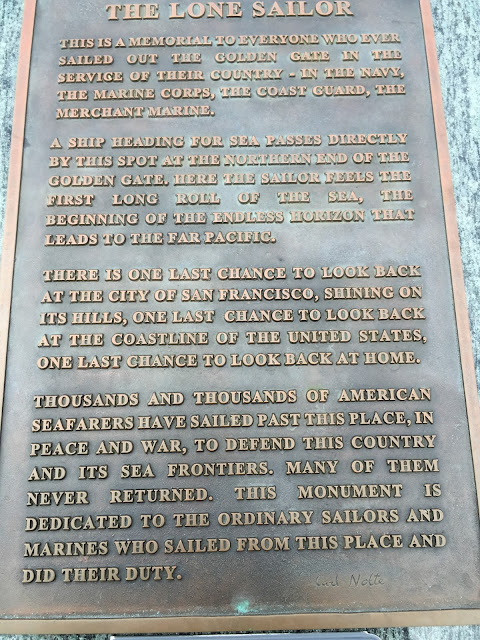 THE LONE SAILOR
THIS IS A MEMORIAL TO EVERYONE WHO EVER
SAILED OUT THE GOLDEN GATE IN THE
SERVICE OF THEIR COUNTRY - IN THE NAVY,
THE MARINE CORPS, THE COAST GUARD, THE
MERCHANT MARINE.
A SHIP HEADING FOR SEA PASSES DIRECTLY
BY THIS SPOT AT THE NORTHERN END OF THE
GOLDEN GATE. HERE THE SAILOR FEELS THE
FIRST LONG ROLL OF THE SEA, THE
BEGINNING OF THE ENDLESS HORIZON THAT
LEADS TO THE FAR PACIFIC.
THERE IS ONE LAST CHANCE TO LOOK BACK
AT THE CITY OF SAN FRANCISCO, SHINING ON
ITS HILLS, ONE LAST CHANCE TO LOOK BACK
AT THE COASTLINE OF THE UNITED STATES,
ONE LAST CHANCE TO LOOK BACK AT HOME.
THOUSANDS AND THOUSANDS OF AMERICAN
SEAFARERS HAVE SAILED PAST THIS PLACE, IN
PEACE AND WAR, TO DEFEND THIS COUNTRY
AND ITS SEA FRONTIERS. MANY OF THEM
NEVER RETURNED. THIS MONUMENT IS
DEDICATED TO THE ORDINARY SAILORS AND
MARINES WHO SAILED FROM THIS PLACE AND
DID THEIR DUTY.
Carl Nolte